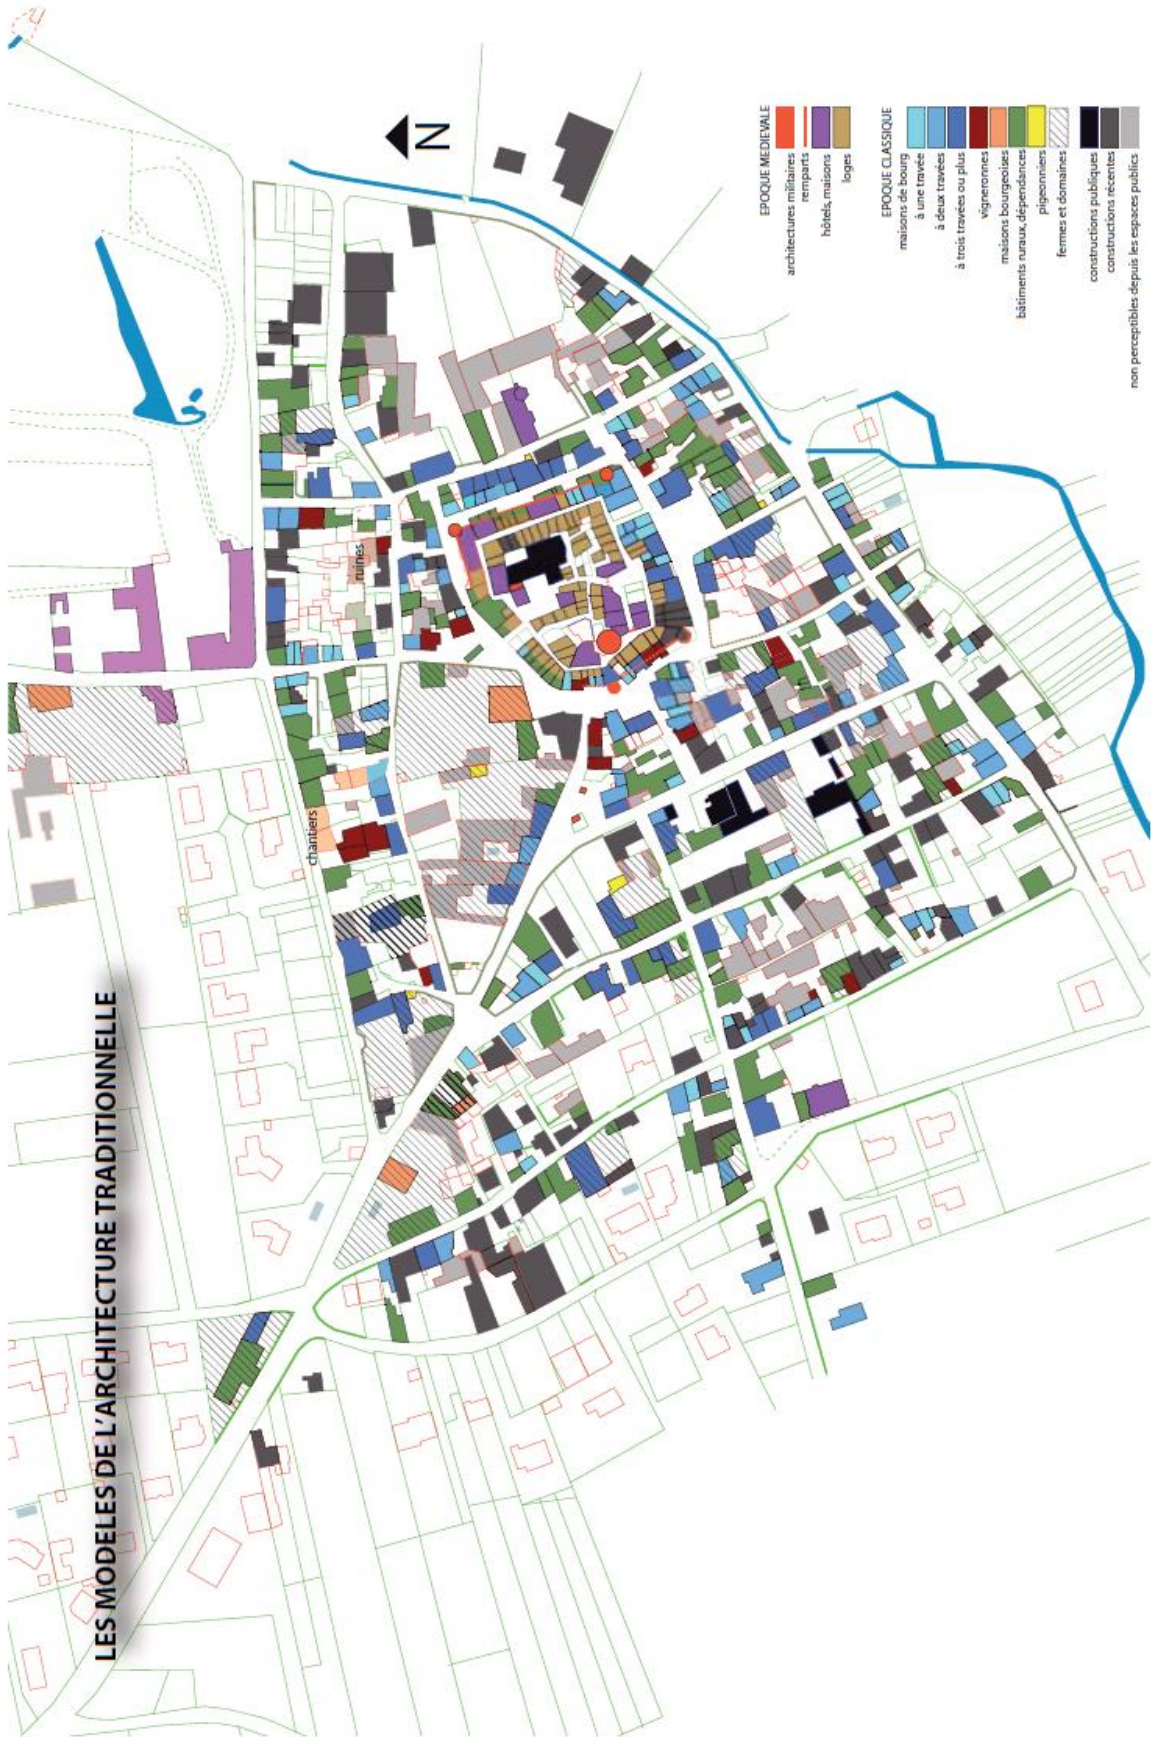 LES MODELES DE L'ARCHITECTURE TRADITIONNELLE
chantiers
ruines
N
EPOQUE MEDIEVALE
architectures militaires
remparts
hôtels, maisons
loges
EPOQUE CLASSIQUE
maisons de bourg
à une travée
à deux travées
à trois travées ou plus
vigneronnes
maisons bourgeoises
bâtiments ruraux, dépendances
pigeonniers
fermes et domaines
constructions publiques
constructions récentes
non perceptibles depuis les espaces publics